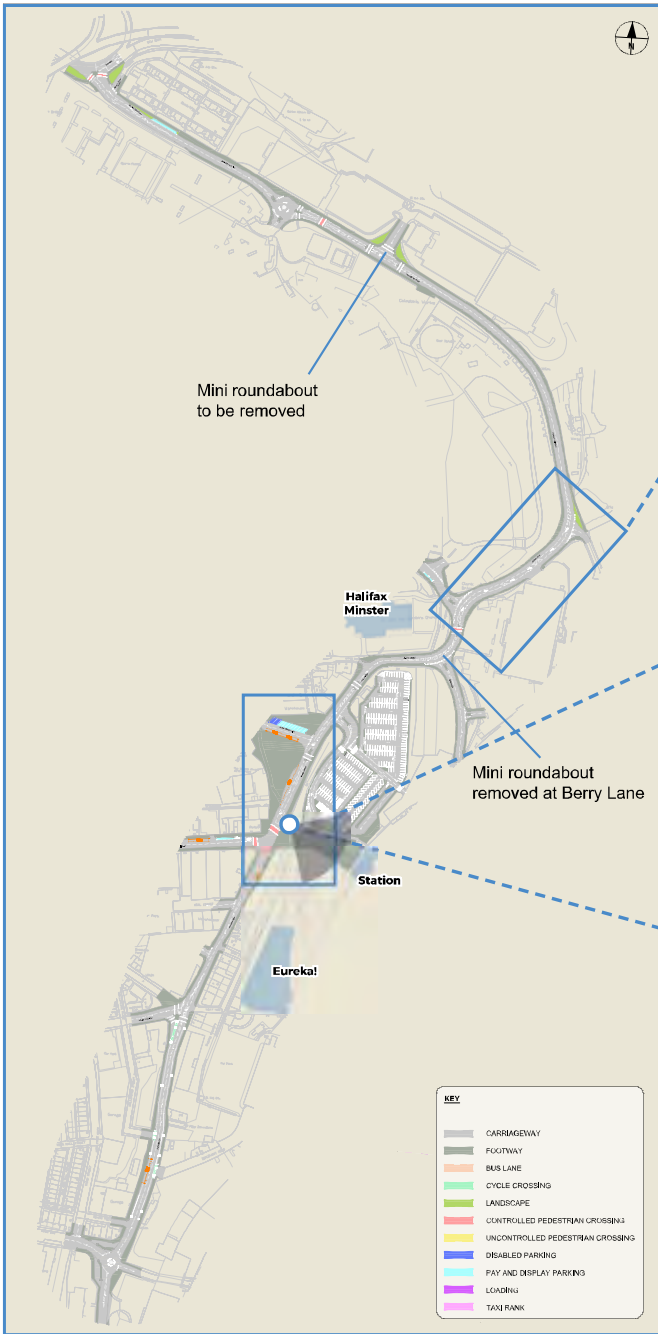 N
Mini roundabout
to be removed
Halifax
Minster
Mini roundabout
removed at Berry Lane
Station
Eureka!
KEY
CARRIAGEWAY
FOOTWAY
BUS LANE
CYCLE CROSSING
LANDSCAPE
CONTROLLED PEDESTRIAN CROSSING
UNCONTROLLED PEDESTRIAN CROSSING
DISABLED PARKING
PAY AND DISPLAY PARKING
LOADING
TAXI RANK